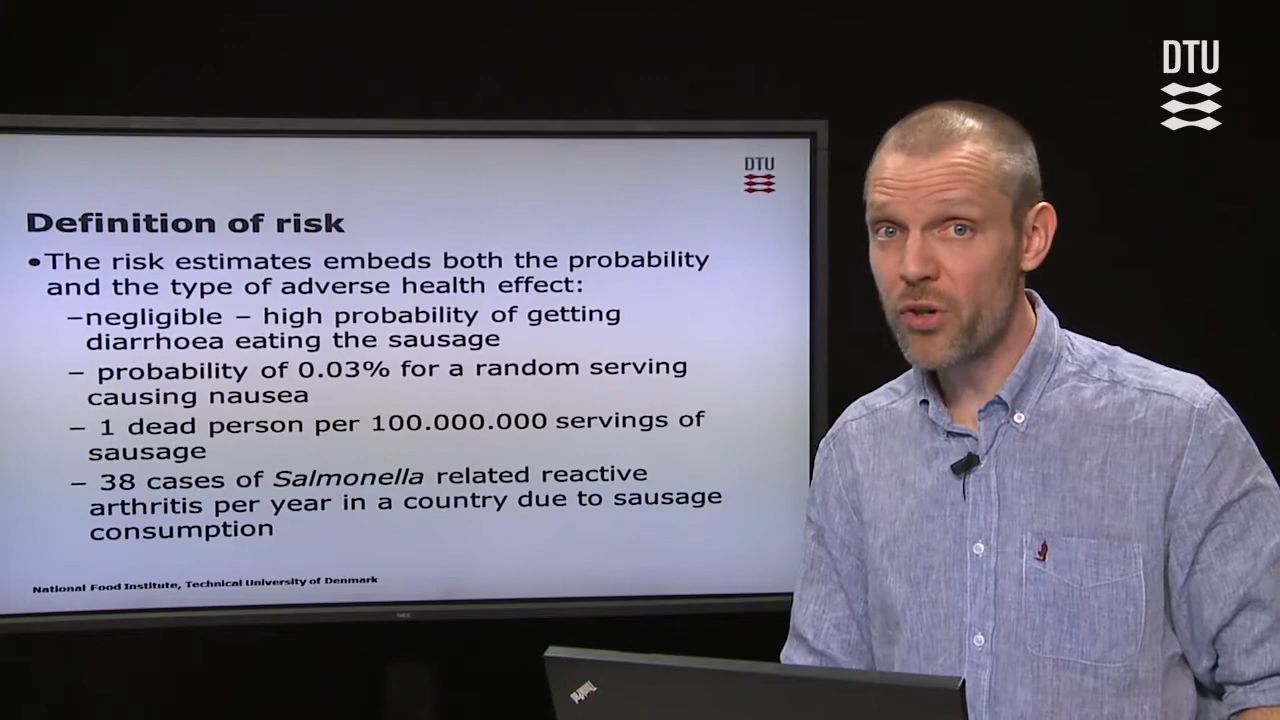 DTU
DTU
Definition of risk
•The risk estimates embeds both the probability
and the type of adverse health effect:
–negligible – high probability of getting
diarrhoea eating the sausage
– probability of 0.03% for a random serving
causing nausea
– 1 dead person per 100.000.000 servings of
sausage
– 38 cases of Salmonella related reactive
arthritis per year in a country due to sausage
consumption
National Food Institute, Technical University of Denmark
NEC
ThinkPad